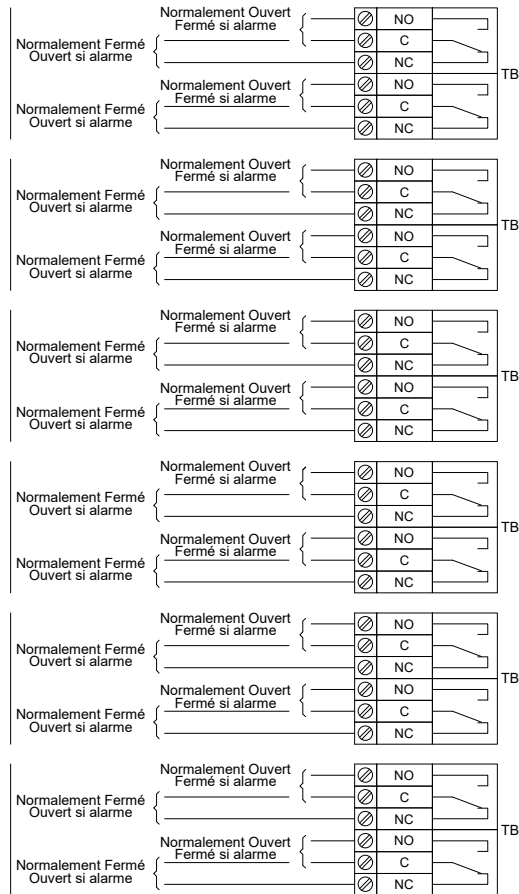 Normalement Ouvert
Fermé si alarme
NO
Normalement Fermé
Ouvert si alarme
C
NC
Normalement Ouvert
Fermé si alarme
NO
TB
Normalement Fermé
Ouvert si alarme
C
NC
Normalement Ouvert
Fermé si alarme
NO
Normalement Fermé
Ouvert si alarme
C
NC
Normalement Ouvert
Fermé si alarme
NO
TB
Normalement Fermé
Ouvert si alarme
C
NC
Normalement Ouvert
Fermé si alarme
NO
Normalement Fermé
Ouvert si alarme
C
NC
Normalement Ouvert
Fermé si alarme
NO
TB
Normalement Fermé
Ouvert si alarme
C
NC
Normalement Ouvert
Fermé si alarme
NO
Normalement Fermé
Ouvert si alarme
C
NC
Normalement Ouvert
Fermé si alarme
NO
TB
Normalement Fermé
Ouvert si alarme
C
NC
Normalement Ouvert
Fermé si alarme
NO
Normalement Fermé
Ouvert si alarme
C
NC
Normalement Ouvert
Fermé si alarme
NO
TB
Normalement Fermé
Ouvert si alarme
C
NC
Normalement Ouvert
Fermé si alarme
NO
Normalement Fermé
Ouvert si alarme
C
NC
Normalement Ouvert
Fermé si alarme
NO
TB
Normalement Fermé
Ouvert si alarme
C
NC